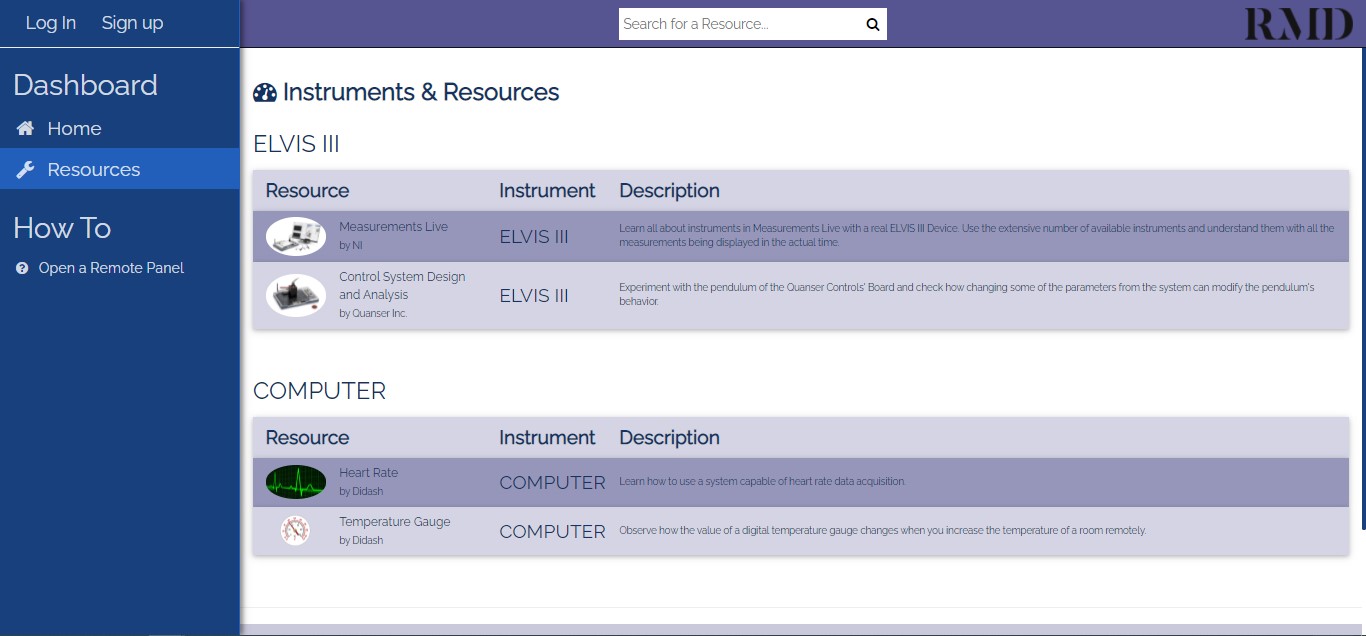 Log In Sign up
Search for a Resource...
RMD
Dashboard
Home
Resources
How To
Open a Remote Panel
Instruments & Resources
ELVIS III
Resource Instrument Description
Measurements Live
by NI
ELVIS III
Learn all about instruments in Measurements Live with a real ELVIS III Device. Use the extensive number of available instruments and understand them with all the
measurements being displayed in the actual time.
Control System Design
and Analysis
by Quanser Inc.
ELVIS III
Experiment with the pendulum of the Quanser Controls' Board and check how changing some of the parameters from the system can modify the pendulum's
behavior.
COMPUTER
Resource Instrument Description
Heart Rate
by Didash
COMPUTER
Learn how to use a system capable of heart rate data acquisition.
Temperature Gauge
by Didash
COMPUTER
Observe how the value of a digital temperature gauge changes when you increase the temperature of a room remotely.